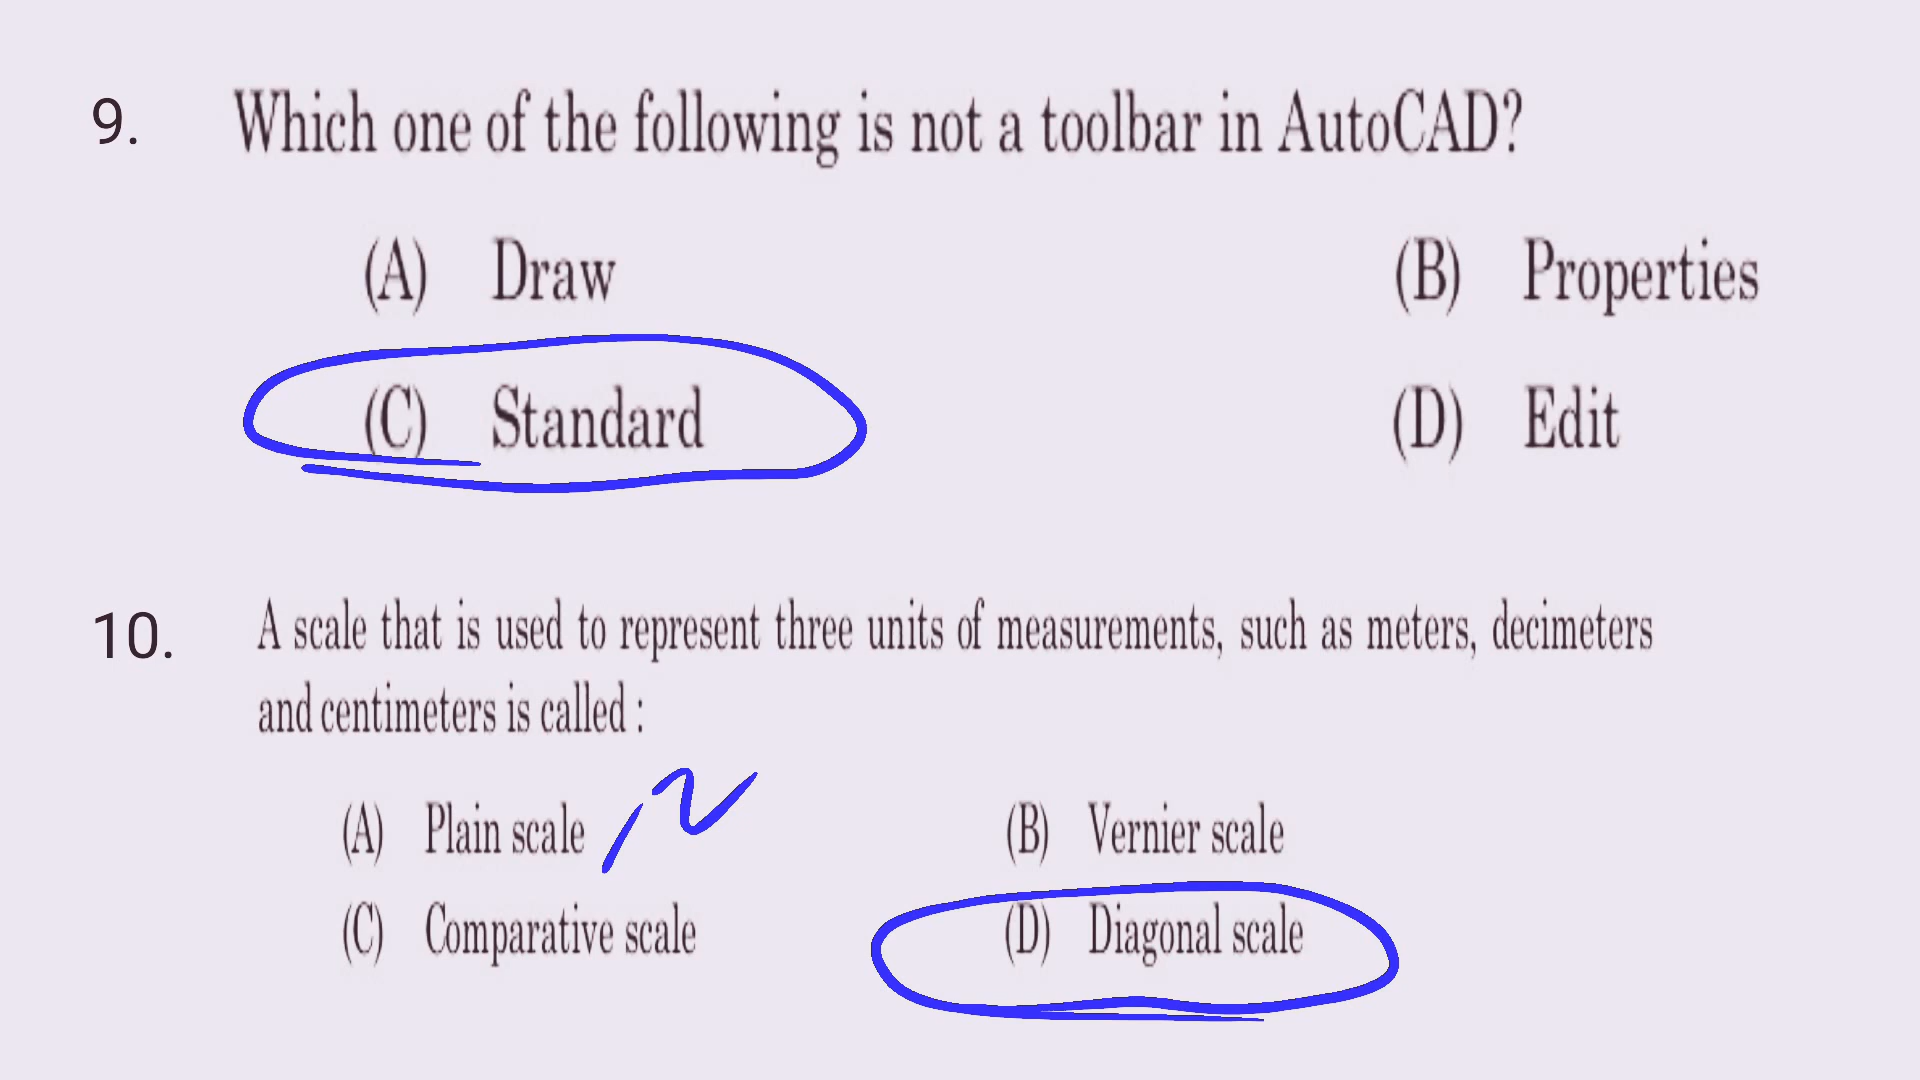 9. Which one of the following is not a toolbar in AutoCAD?
(A) Draw (B) Properties
(C) Standard (D) Edit
10. A scale that is used to represent three units of measurements, such as meters, decimeters
and centimeters is called :
(A) Plain scale (B) Vernier scale
(C) Comparative scale (D) Diagonal scale